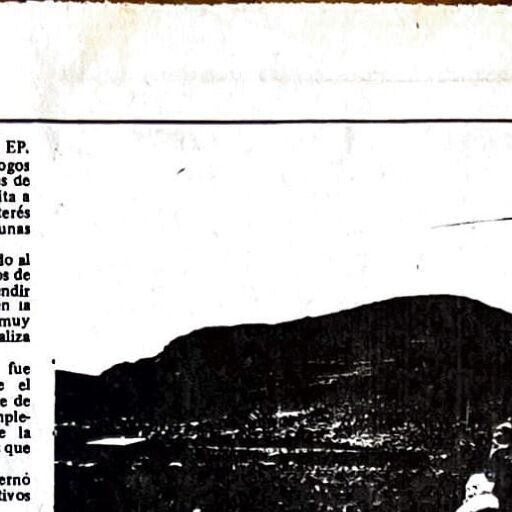 EP.
ogos
s de
ita a
terés
unas
do al
os de
endir
en la
muy
aliza
fue
e el
e de
mple-
e la
que
ernó
tivos